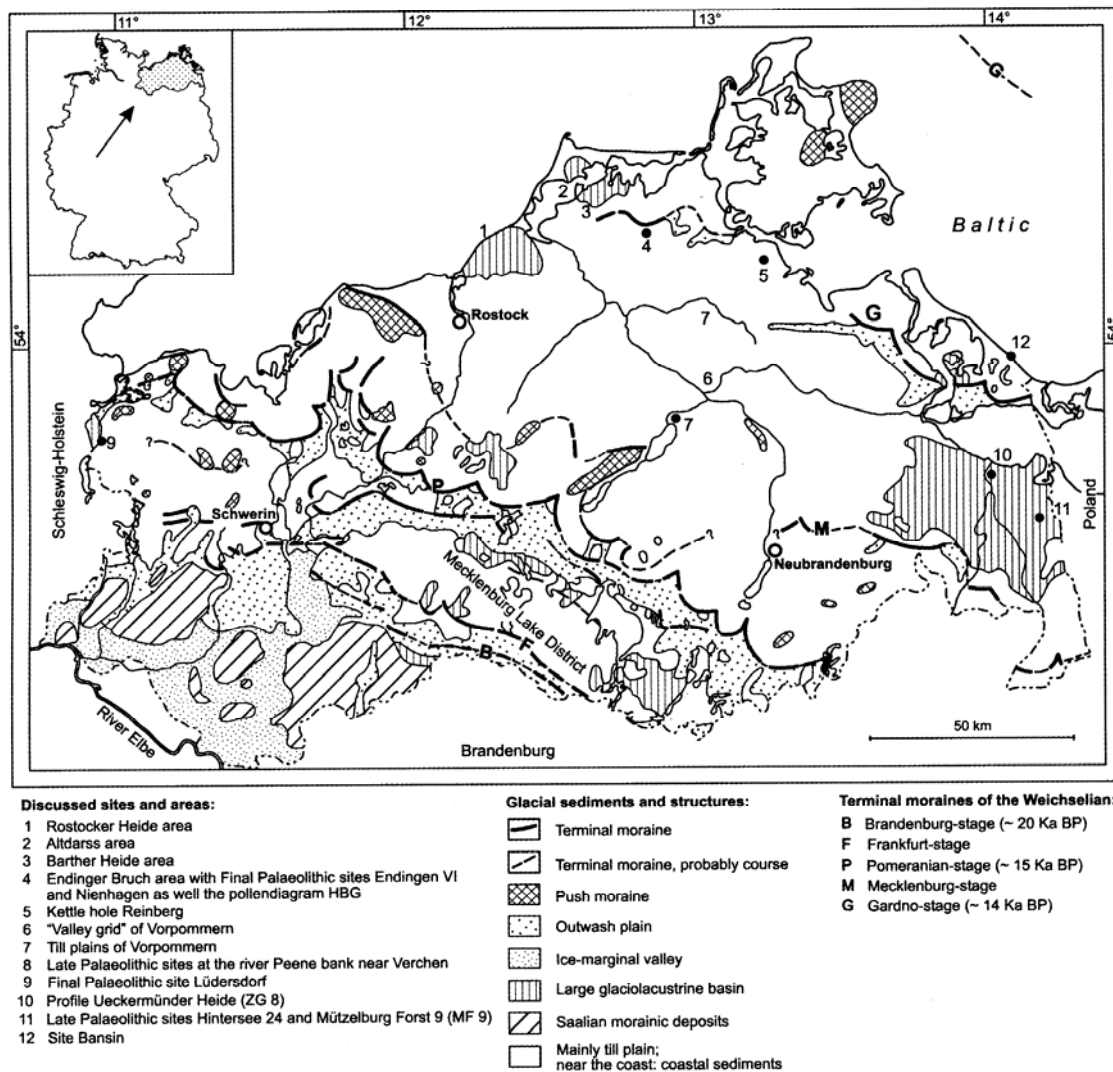 11°
12°
13°
14°
G
2
3
1
4
5
Baltic
Rostock
7
G
54°
54°
12
6
Schleswig-Holstein
9
?
?
7
10
11
Poland
P
Schwerin
M
Neubrandenburg
?
Mecklenburg Lake District
M
F
B
River Elbe
Brandenburg
50 km
Discussed sites and areas:
1 Rostocker Heide area
2 Altdarss area
3 Barther Heide area
4 Endinger Bruch area with Final Palaeolithic sites Endingen VI
and Nienhagen as well the pollendiagram HBG
5 Kettle hole Reinberg
6 "Valley grid" of Vorpommern
7 Till plains of Vorpommern
8 Late Palaeolithic sites at the river Peene bank near Verchen
9 Final Palaeolithic site Lüdersdorf
10 Profile Ueckermünder Heide (ZG 8)
11 Late Palaeolithic sites Hintersee 24 and Mützelburg Forst 9 (MF 9)
12 Site Bansin
Glacial sediments and structures:
Terminal moraine
Terminal moraine, probably course
Push moraine
Outwash plain
Ice-marginal valley
Large glaciolacustrine basin
Saalian morainic deposits
Mainly till plain;
near the coast: coastal sediments
Terminal moraines of the Weichselian:
B Brandenburg-stage (~ 20 Ka BP)
F Frankfurt-stage
P Pomeranian-stage (~ 15 Ka BP)
M Mecklenburg-stage
G Gardno-stage (~ 14 Ka BP)